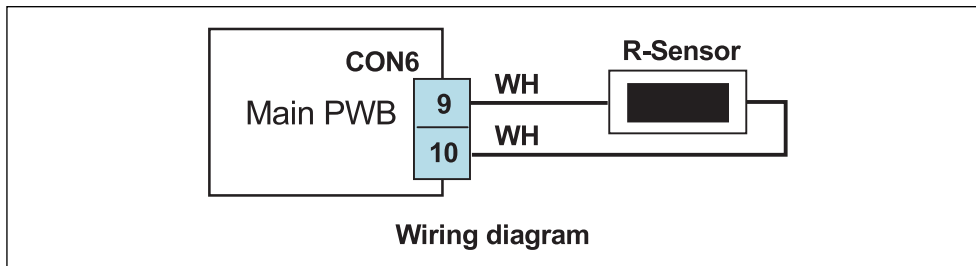 R-Sensor
CON6
WH
Main PWB
9
WH
10
Wiring diagram